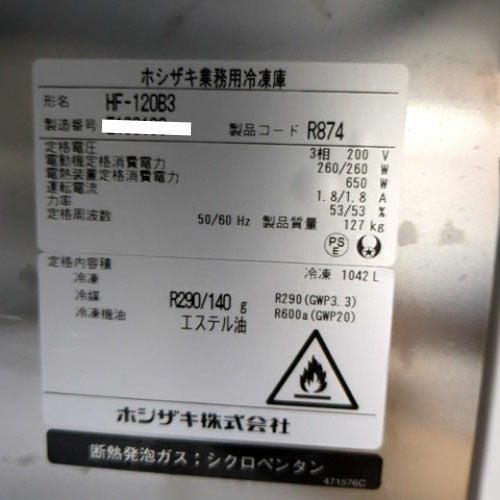 ホシザキ業務用冷凍庫
形名 HF-120B3
製造番号
製品コード R874
定格電圧 3相 200 V
電動機定格消費電力 260/260 W
電熱装置定格消費電力 650 W
運転電流 1.8/1.8 A
力率 53/53 %
定格周波数 50/60 Hz 製品質量 127 kg
PSE
定格内容積
冷凍 冷凍 1042 L
冷媒 R290/140 g R290(GWP3.3)
冷凍機油 エステル油 R600a(GWP20)
ホシザキ株式会社
断熱発泡ガス;シクロペンタン
471576C